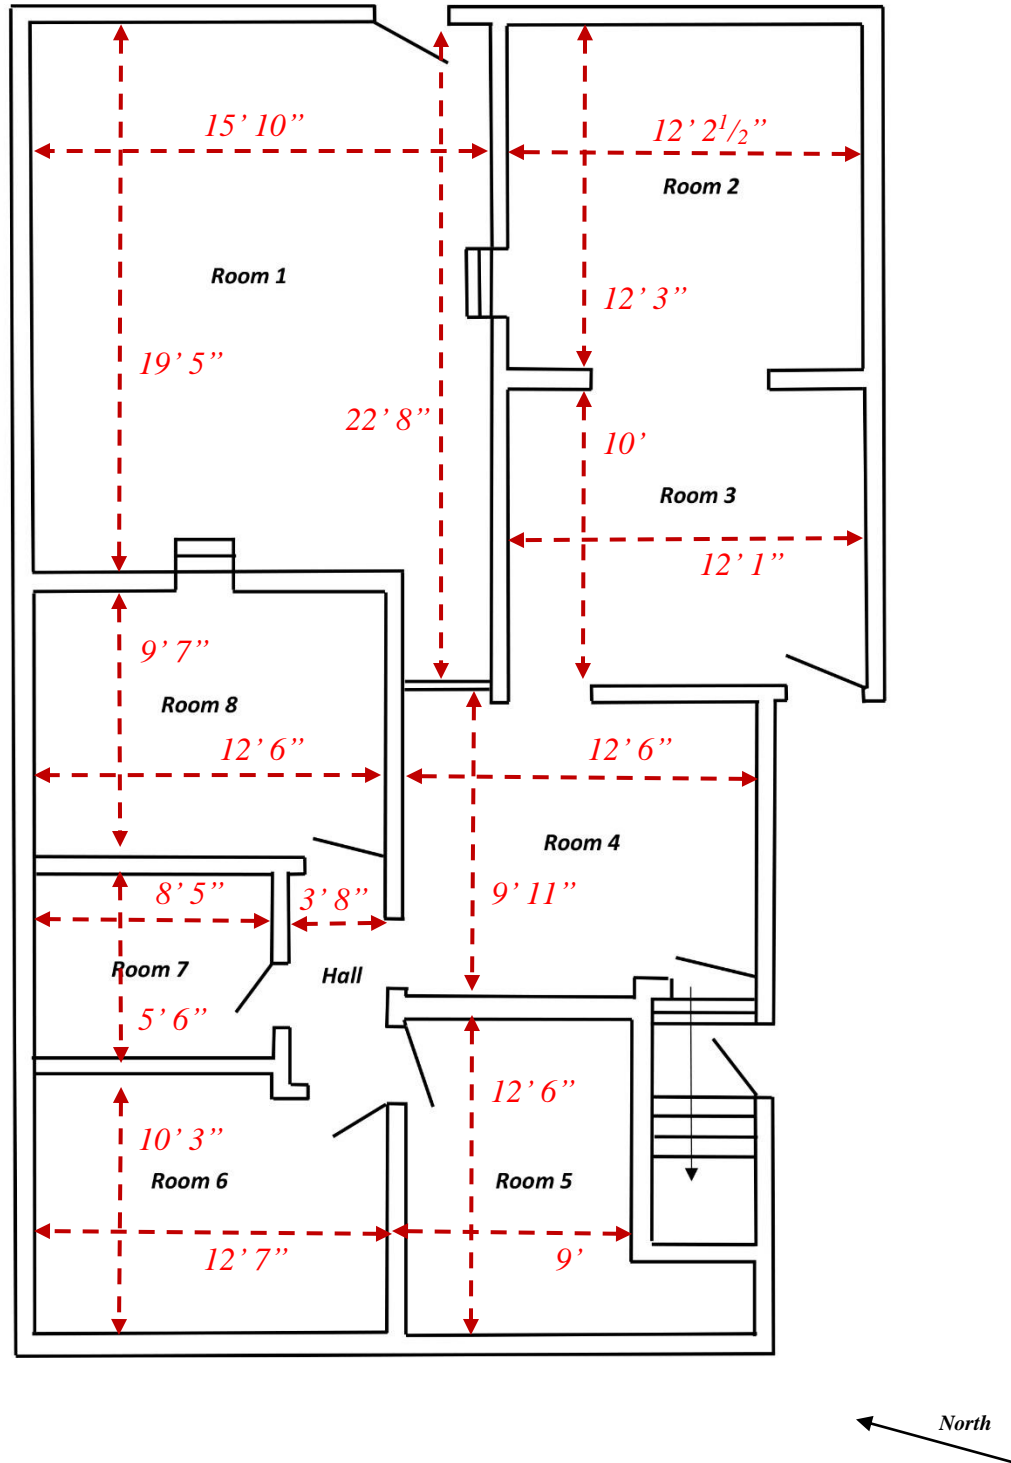 15’ 10”
12’ 2¹/₂”
Room 2
Room 1
12’ 3”
19’ 5”
22’ 8”
10’
Room 3
12’ 1”
9’ 7”
Room 8
12’ 6”
12’ 6”
Room 4
8’ 5”
3’ 8”
9’ 11”
Room 7
Hall
5’ 6”
12’ 6”
10’ 3”
Room 6
Room 5
12’ 7”
9’
North